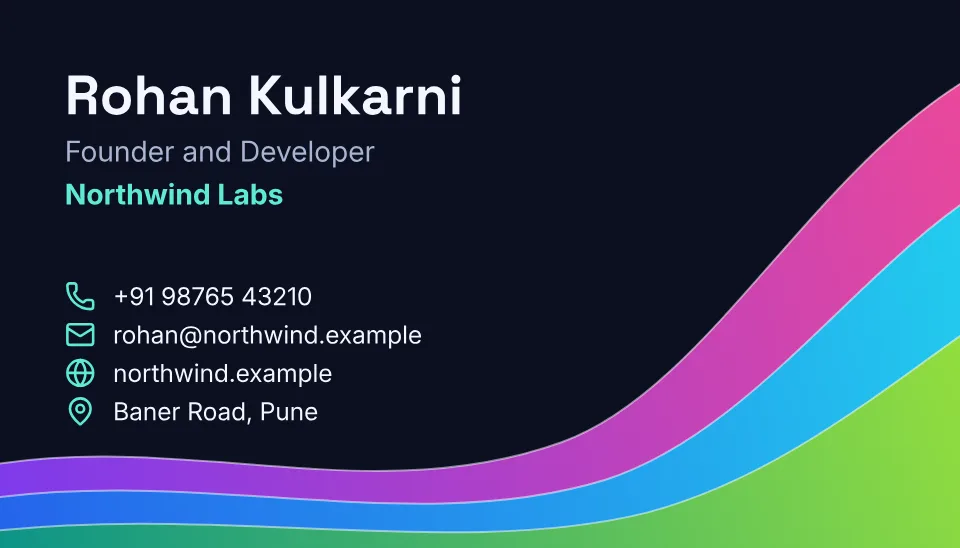 Rohan Kulkarni
Founder and Developer
Northwind Labs
+91 98765 43210
rohan@northwind.example
northwind.example
Baner Road, Pune